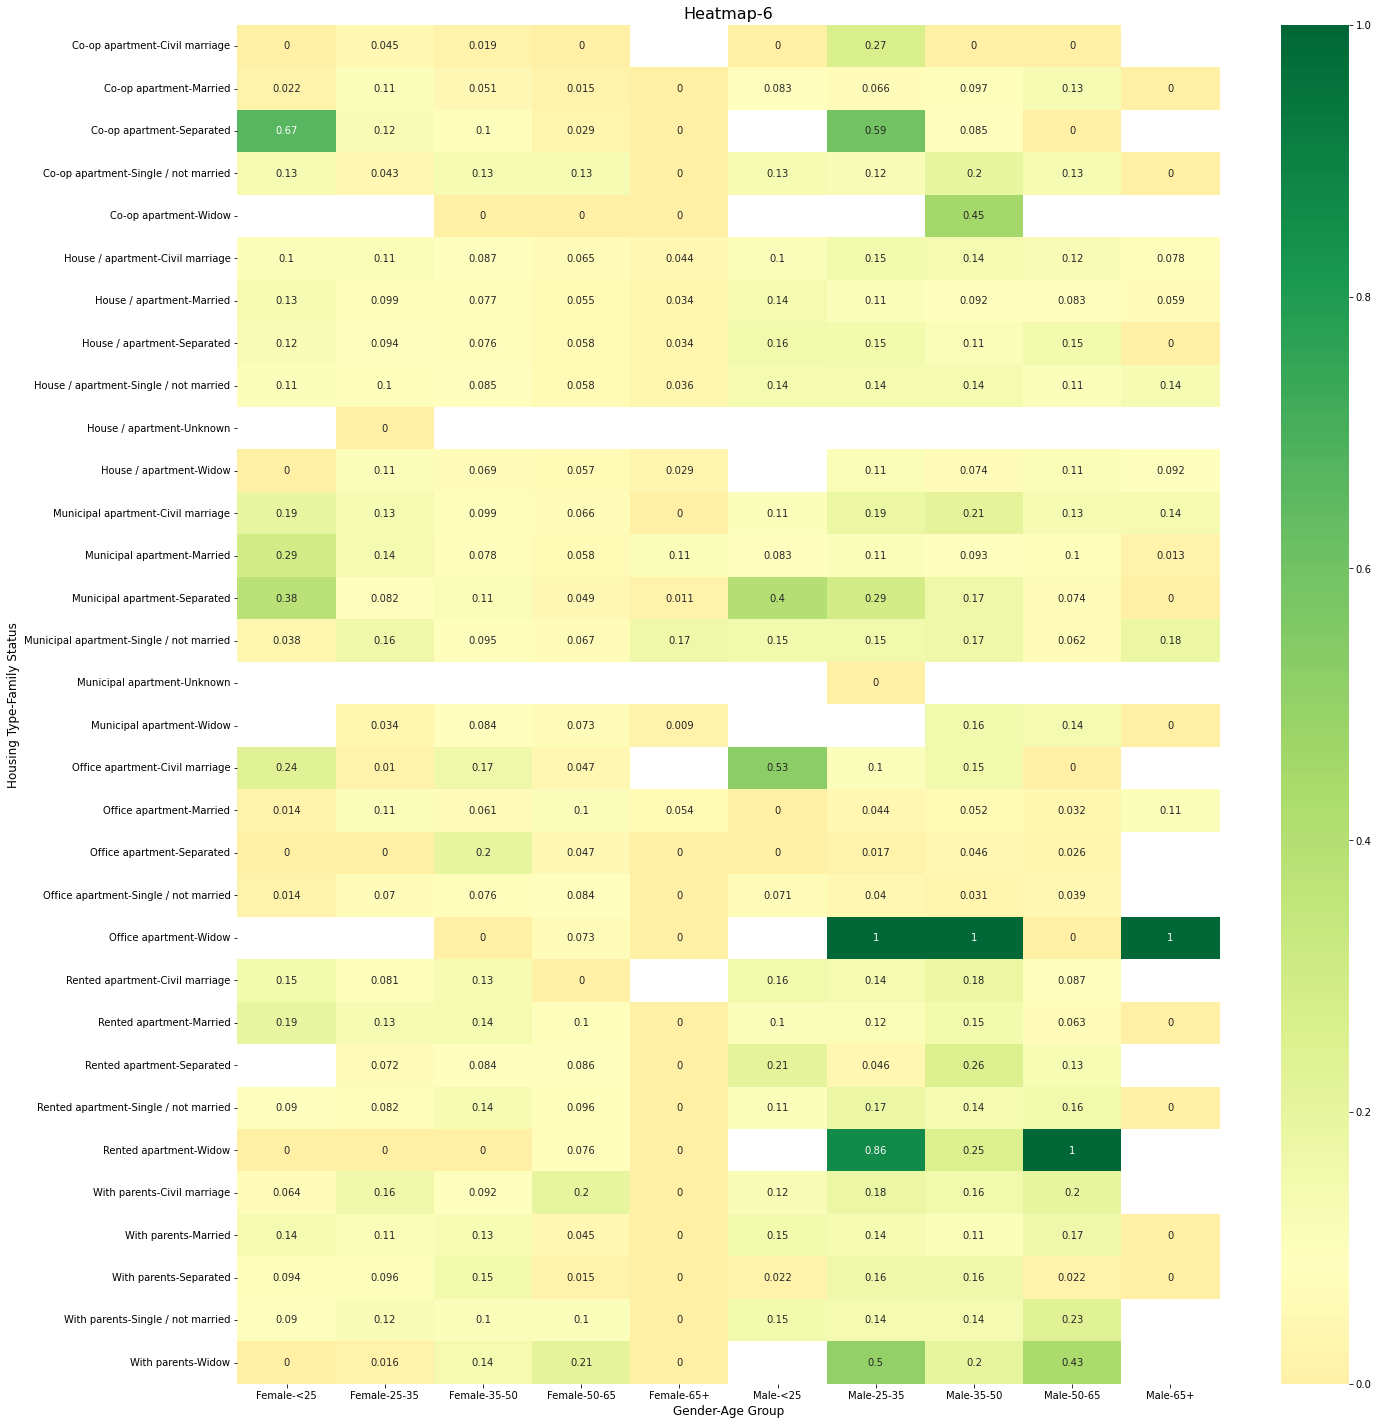 Heatmap-6
Housing Type-Family Status
Co-op apartment-Civil marriage 0 0.045 0.019 0 0 0.27 0 0
Co-op apartment-Married 0.022 0.11 0.051 0.015 0 0.083 0.066 0.097 0.13 0
Co-op apartment-Separated 0.67 0.12 0.1 0.029 0 0.59 0.085 0
Co-op apartment-Single / not married 0.13 0.043 0.13 0.13 0 0.13 0.12 0.2 0.13 0
Co-op apartment-Widow 0 0 0 0.45
House / apartment-Civil marriage 0.1 0.11 0.087 0.065 0.044 0.1 0.15 0.14 0.12 0.078
House / apartment-Married 0.13 0.099 0.077 0.055 0.034 0.14 0.11 0.092 0.083 0.059
House / apartment-Separated 0.12 0.094 0.076 0.058 0.034 0.16 0.15 0.11 0.15 0
House / apartment-Single / not married 0.11 0.1 0.085 0.058 0.036 0.14 0.14 0.14 0.11 0.14
House / apartment-Unknown 0
House / apartment-Widow 0 0.11 0.069 0.057 0.029 0.11 0.074 0.11 0.092
Municipal apartment-Civil marriage 0.19 0.13 0.099 0.066 0 0.11 0.19 0.21 0.13 0.14
Municipal apartment-Married 0.29 0.14 0.078 0.058 0.11 0.083 0.11 0.093 0.1 0.013
Municipal apartment-Separated 0.38 0.082 0.11 0.049 0.011 0.4 0.29 0.17 0.074 0
Municipal apartment-Single / not married 0.038 0.16 0.095 0.067 0.17 0.15 0.15 0.17 0.062 0.18
Municipal apartment-Unknown 0
Municipal apartment-Widow 0.034 0.084 0.073 0.009 0.16 0.14 0
Office apartment-Civil marriage 0.24 0.01 0.17 0.047 0.53 0.1 0.15 0
Office apartment-Married 0.014 0.11 0.061 0.1 0.054 0 0.044 0.052 0.032 0.11
Office apartment-Separated 0 0 0.2 0.047 0 0 0.017 0.046 0.026
Office apartment-Single / not married 0.014 0.07 0.076 0.084 0 0.071 0.04 0.031 0.039
Office apartment-Widow 0 0.073 0 1 1 0 1
Rented apartment-Civil marriage 0.15 0.081 0.13 0 0.16 0.14 0.18 0.087
Rented apartment-Married 0.19 0.13 0.14 0.1 0 0.1 0.12 0.15 0.063 0
Rented apartment-Separated 0.072 0.084 0.086 0 0.21 0.046 0.26 0.13
Rented apartment-Single / not married 0.09 0.082 0.14 0.096 0 0.11 0.17 0.14 0.16 0
Rented apartment-Widow 0 0 0 0.076 0 0.86 0.25 1
With parents-Civil marriage 0.064 0.16 0.092 0.2 0 0.12 0.18 0.16 0.2
With parents-Married 0.14 0.11 0.13 0.045 0 0.15 0.14 0.11 0.17 0
With parents-Separated 0.094 0.096 0.15 0.015 0 0.022 0.16 0.16 0.022 0
With parents-Single / not married 0.09 0.12 0.1 0.1 0 0.15 0.14 0.14 0.23
With parents-Widow 0 0.016 0.14 0.21 0 0.5 0.2 0.43
Female-<25 Female-25-35 Female-35-50 Female-50-65 Female-65+ Male-<25 Male-25-35 Male-35-50 Male-50-65 Male-65+
Gender-Age Group
1.0
0.8
0.6
0.4
0.2
0.0